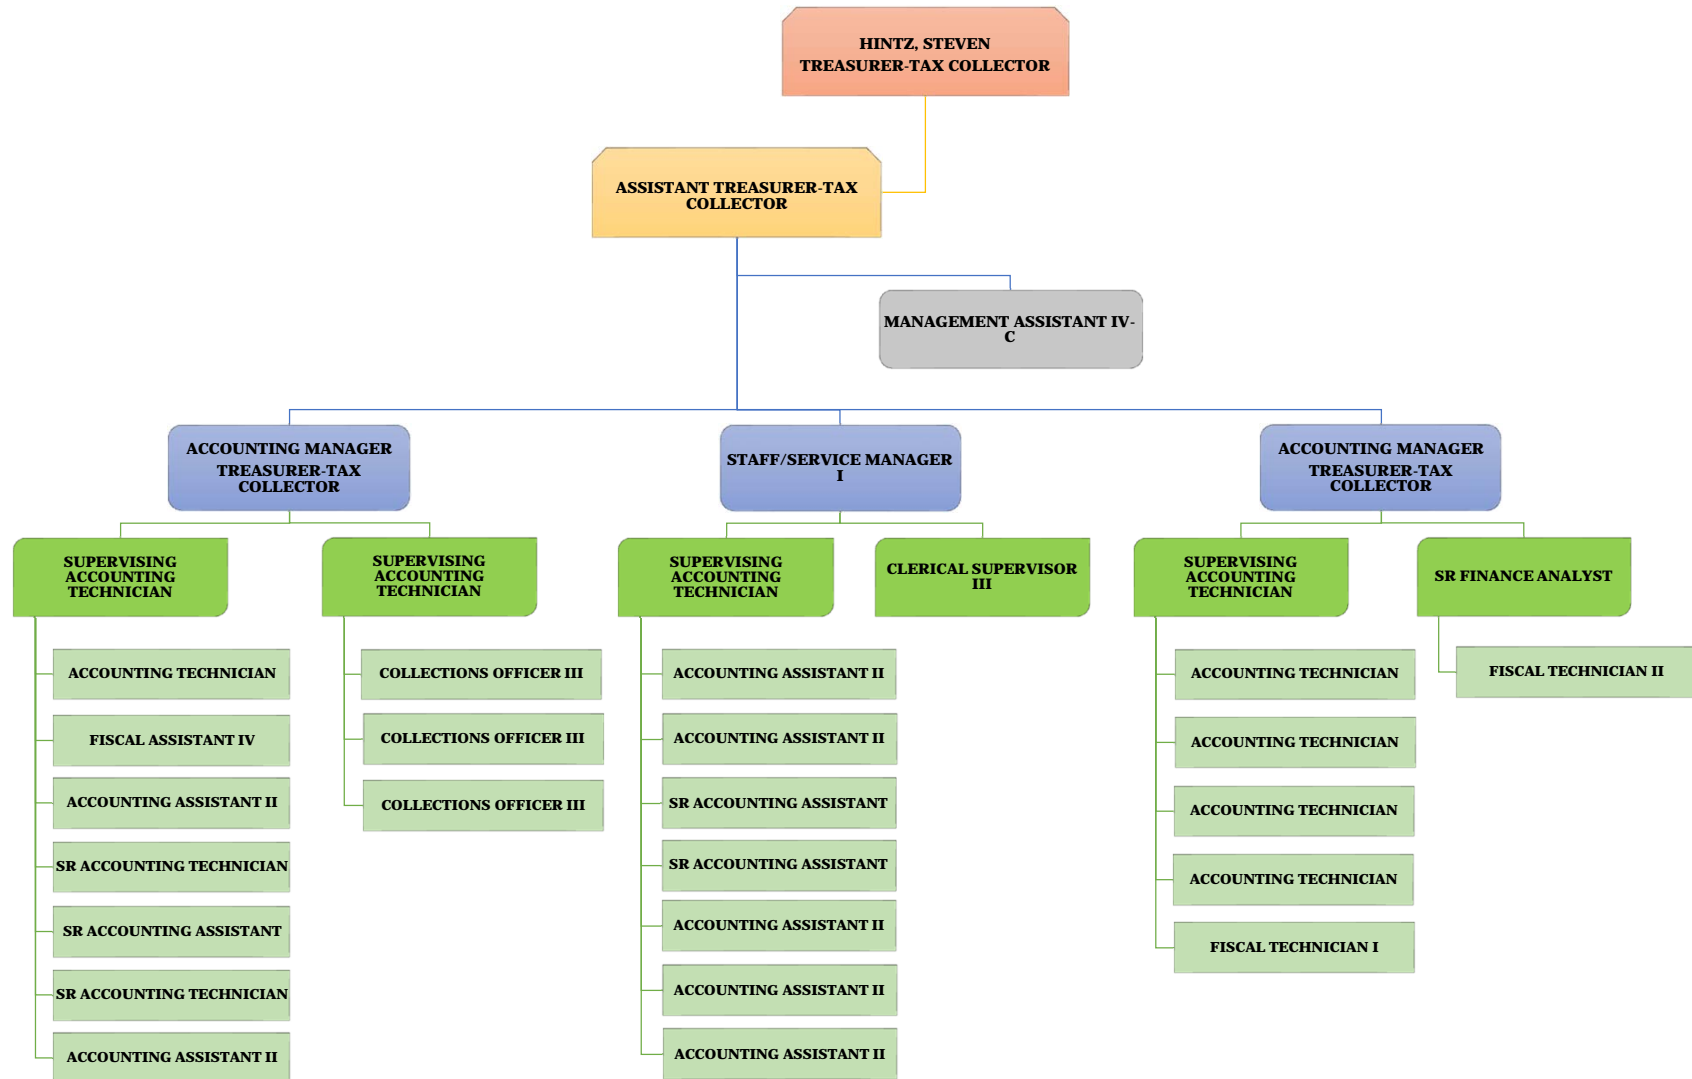 HINTZ, STEVEN
TREASURER-TAX COLLECTOR
ASSISTANT TREASURER-TAX
COLLECTOR
MANAGEMENT ASSISTANT IV-
C
ACCOUNTING MANAGER
TREASURER-TAX
COLLECTOR
STAFF/SERVICE MANAGER
I
ACCOUNTING MANAGER
TREASURER-TAX
COLLECTOR
SUPERVISING
ACCOUNTING
TECHNICIAN
SUPERVISING
ACCOUNTING
TECHNICIAN
SUPERVISING
ACCOUNTING
TECHNICIAN
CLERICAL SUPERVISOR
III
SUPERVISING
ACCOUNTING
TECHNICIAN
SR FINANCE ANALYST
ACCOUNTING TECHNICIAN
FISCAL ASSISTANT IV
ACCOUNTING ASSISTANT II
SR ACCOUNTING TECHNICIAN
SR ACCOUNTING ASSISTANT
SR ACCOUNTING TECHNICIAN
ACCOUNTING ASSISTANT II
COLLECTIONS OFFICER III
COLLECTIONS OFFICER III
COLLECTIONS OFFICER III
ACCOUNTING ASSISTANT II
ACCOUNTING ASSISTANT II
SR ACCOUNTING ASSISTANT
SR ACCOUNTING ASSISTANT
ACCOUNTING ASSISTANT II
ACCOUNTING ASSISTANT II
ACCOUNTING ASSISTANT II
ACCOUNTING TECHNICIAN
ACCOUNTING TECHNICIAN
ACCOUNTING TECHNICIAN
ACCOUNTING TECHNICIAN
FISCAL TECHNICIAN I
FISCAL TECHNICIAN II